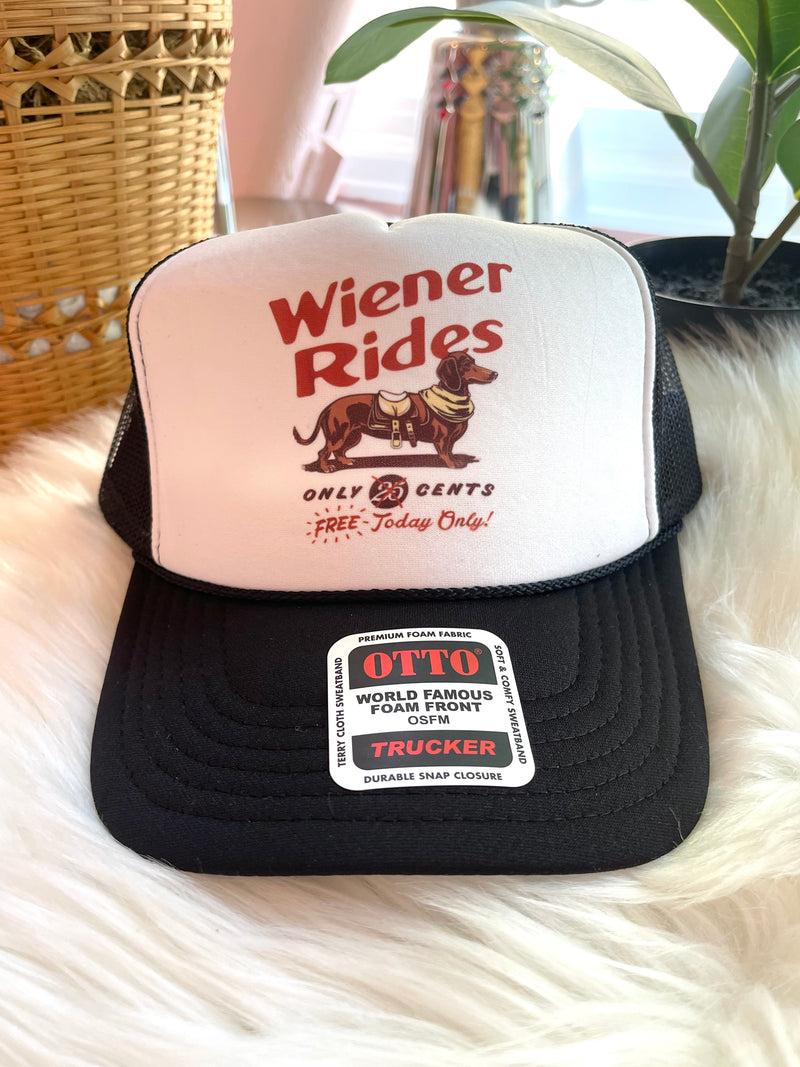 Wiener
Rides
ONLY 25 CENTS
FREE - Today Only!
PREMIUM FOAM FABRIC
OTTO®
WORLD FAMOUS
FOAM FRONT
OSFM
TRUCKER
DURABLE SNAP CLOSURE
TERRY CLOTH SWEATBAND
SOFT & COMFY SWEATBAND